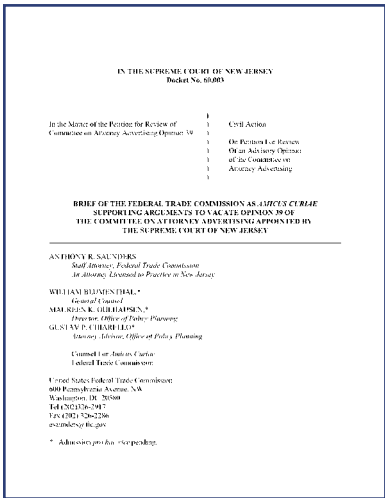 IN THE SUPREME COURT OF NEW JERSEY
Docket No. 60,003
In the Matter of the Petition for Review of
Committee on Attorney Advertising Opinion 39
)
)
)
)
)
)
Civil Action
On Petition For Review
Of an Advisory Opinion
of the Committee on
Attorney Advertising
BRIEF OF THE FEDERAL TRADE COMMISSION AS AMICUS CURIAE
SUPPORTING ARGUMENTS TO VACATE OPINION 39 OF
THE COMMITTEE ON ATTORNEY ADVERTISING APPOINTED BY
THE SUPREME COURT OF NEW JERSEY
ANTHONY R. SAUNDERS
Staff Attorney, Federal Trade Commission
An Attorney Licensed to Practice in New Jersey
WILLIAM BLUMENTHAL,*
General Counsel
MAUREEN K. OHLHAUSEN,*
Director, Office of Policy Planning
GUSTAV P. CHIARELLO*
Attorney Advisor, Office of Policy Planning
Counsel For Amicus Curiae
Federal Trade Commission
United States Federal Trade Commission
600 Pennsylvania Avenue, NW
Washington, DC 20580
Tel (202) 326-2917
Fax (202) 326-2286
* Admission pro hac vice pending.